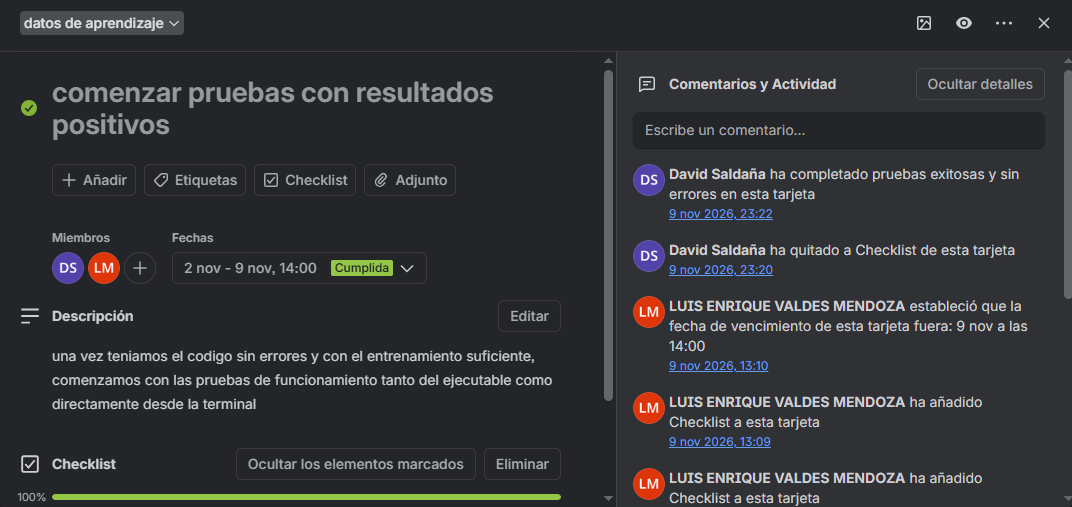 datos de aprendizaje
comenzar pruebas con resultados
positivos
Añadir
Etiquetas
Checklist
Adjunto
Miembros
Fechas
DS
LM
2 nov - 9 nov, 14:00
Cumplida
Descripción
Editar
una vez teniamos el codigo sin errores y con el entrenamiento suficiente,
comenzamos con las pruebas de funcionamiento tanto del ejecutable como
directamente desde la terminal
Checklist
Ocultar los elementos marcados
Eliminar
100%
Comentarios y Actividad
Ocultar detalles
Escribe un comentario...
DS
David Saldaña ha completado pruebas exitosas y sin
errores en esta tarjeta
9 nov 2026, 23:22
DS
David Saldaña ha quitado a Checklist de esta tarjeta
9 nov 2026, 23:20
LM
LUIS ENRIQUE VALDES MENDOZA estableció que la
fecha de vencimiento de esta tarjeta fuera: 9 nov a las
14:00
9 nov 2026, 13:10
LM
LUIS ENRIQUE VALDES MENDOZA ha añadido
Checklist a esta tarjeta
9 nov 2026, 13:09
LM
LUIS ENRIQUE VALDES MENDOZA ha añadido
Checklist a esta tarjeta